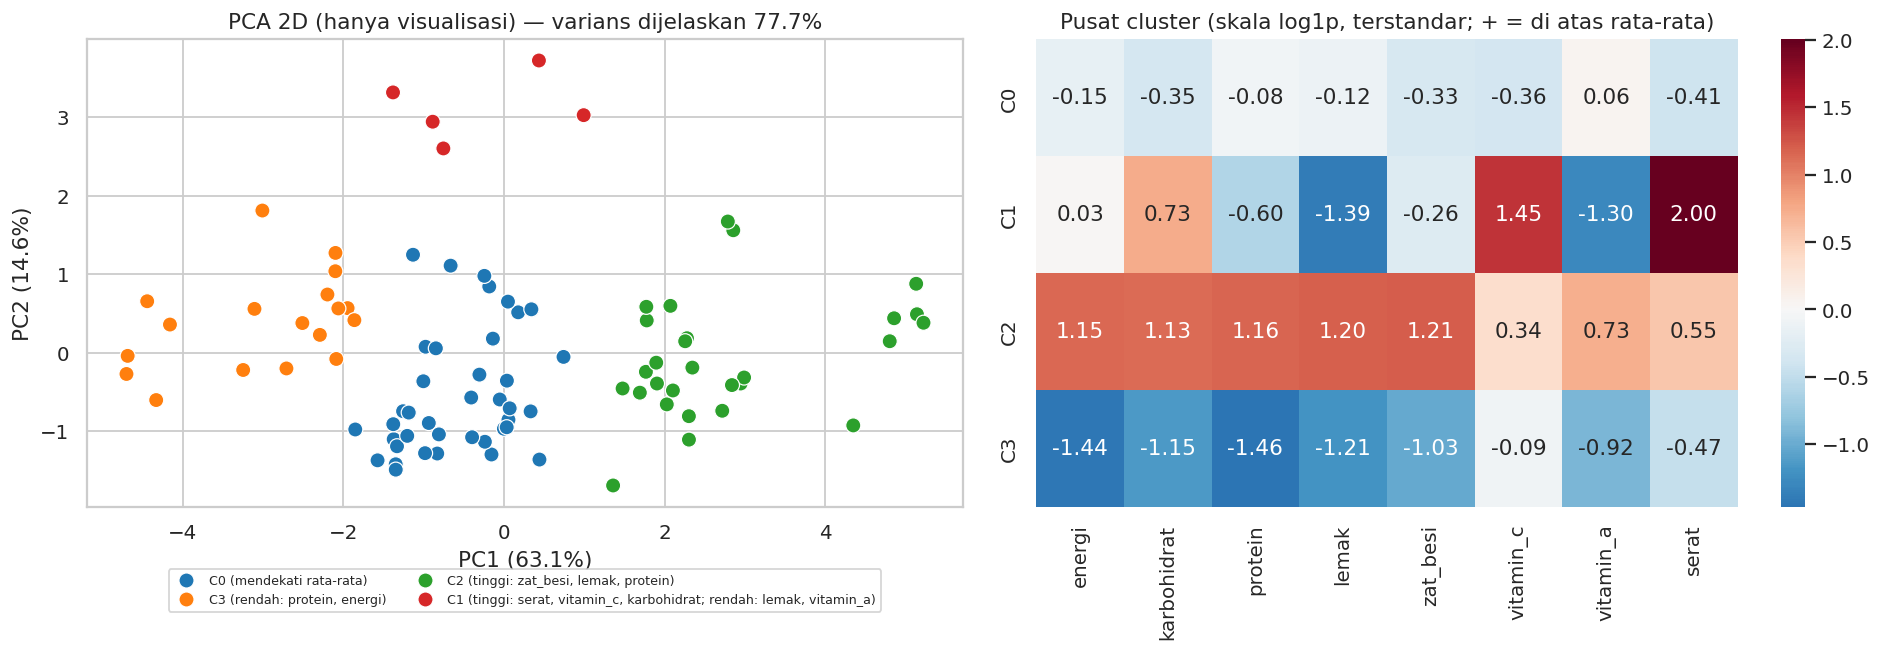 PCA 2D (hanya visualisasi) — varians dijelaskan 77.7%
3
2
1
0
−1
PC2 (14.6%)
−4
−2
0
2
4
PC1 (63.1%)
C0 (mendekati rata-rata)
C3 (rendah: protein, energi)
C2 (tinggi: zat_besi, lemak, protein)
C1 (tinggi: serat, vitamin_c, karbohidrat; rendah: lemak, vitamin_a)
Pusat cluster (skala log1p, terstandar; + = di atas rata-rata)
C0 -0.15 -0.35 -0.08 -0.12 -0.33 -0.36 0.06 -0.41
C1 0.03 0.73 -0.60 -1.39 -0.26 1.45 -1.30 2.00
C2 1.15 1.13 1.16 1.20 1.21 0.34 0.73 0.55
C3 -1.44 -1.15 -1.46 -1.21 -1.03 -0.09 -0.92 -0.47
energi
karbohidrat
protein
lemak
zat_besi
vitamin_c
vitamin_a
serat
2.0
1.5
1.0
0.5
0.0
−0.5
−1.0